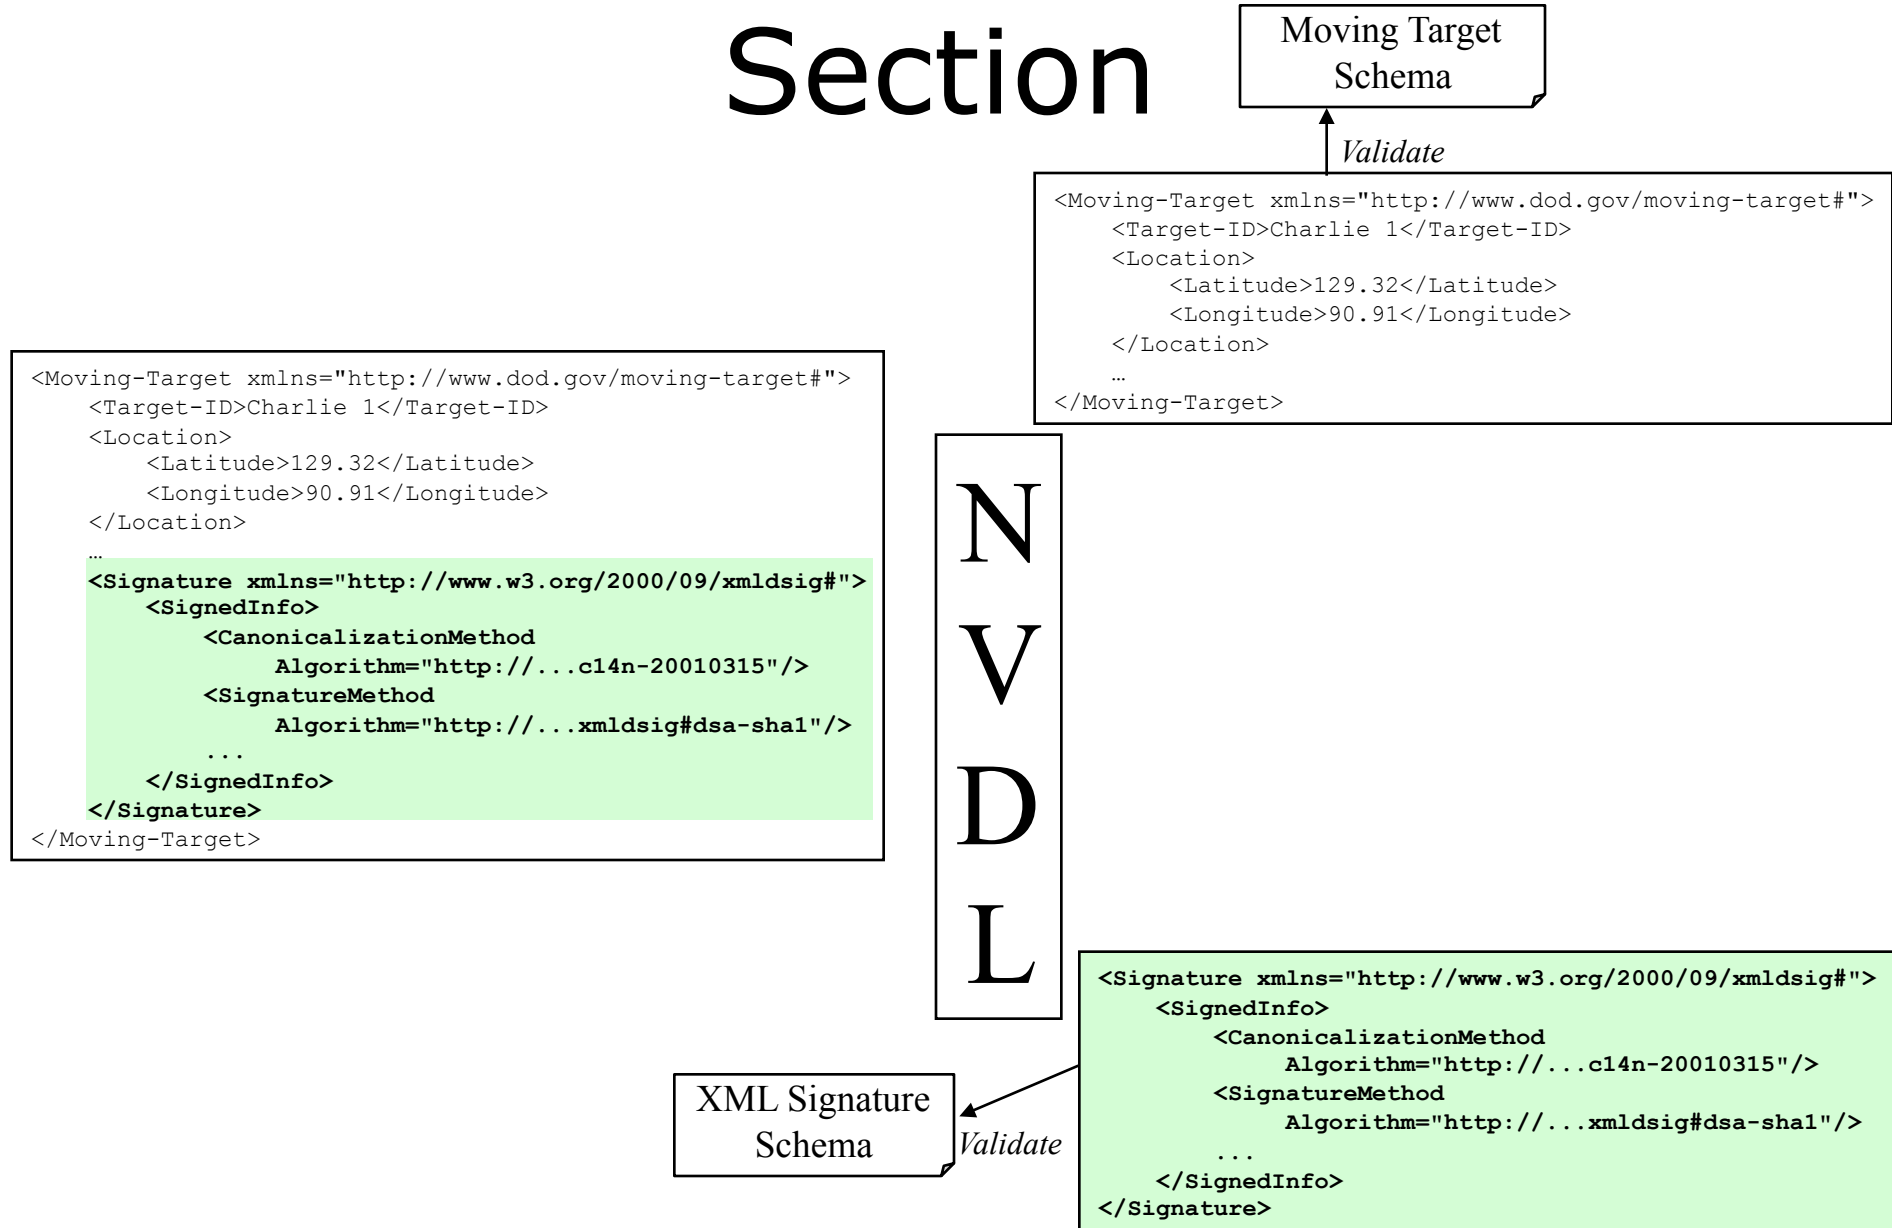 Section
Moving Target
Schema
Validate
<Moving-Target xmlns="http://www.dod.gov/moving-target#">
    <Target-ID>Charlie 1</Target-ID>
    <Location>
        <Latitude>129.32</Latitude>
        <Longitude>90.91</Longitude>
    </Location>
    …
</Moving-Target>
<Moving-Target xmlns="http://www.dod.gov/moving-target#">
    <Target-ID>Charlie 1</Target-ID>
    <Location>
        <Latitude>129.32</Latitude>
        <Longitude>90.91</Longitude>
    </Location>
    …
    <Signature xmlns="http://www.w3.org/2000/09/xmldsig#">
        <SignedInfo>
            <CanonicalizationMethod
                 Algorithm="http://...c14n-20010315"/>
            <SignatureMethod
                 Algorithm="http://...xmldsig#dsa-sha1"/>
            ...
        </SignedInfo>
    </Signature>
</Moving-Target>
N
V
D
L
XML Signature
Schema
Validate
<Signature xmlns="http://www.w3.org/2000/09/xmldsig#">
    <SignedInfo>
        <CanonicalizationMethod
             Algorithm="http://...c14n-20010315"/>
        <SignatureMethod
             Algorithm="http://...xmldsig#dsa-sha1"/>
        ...
    </SignedInfo>
</Signature>